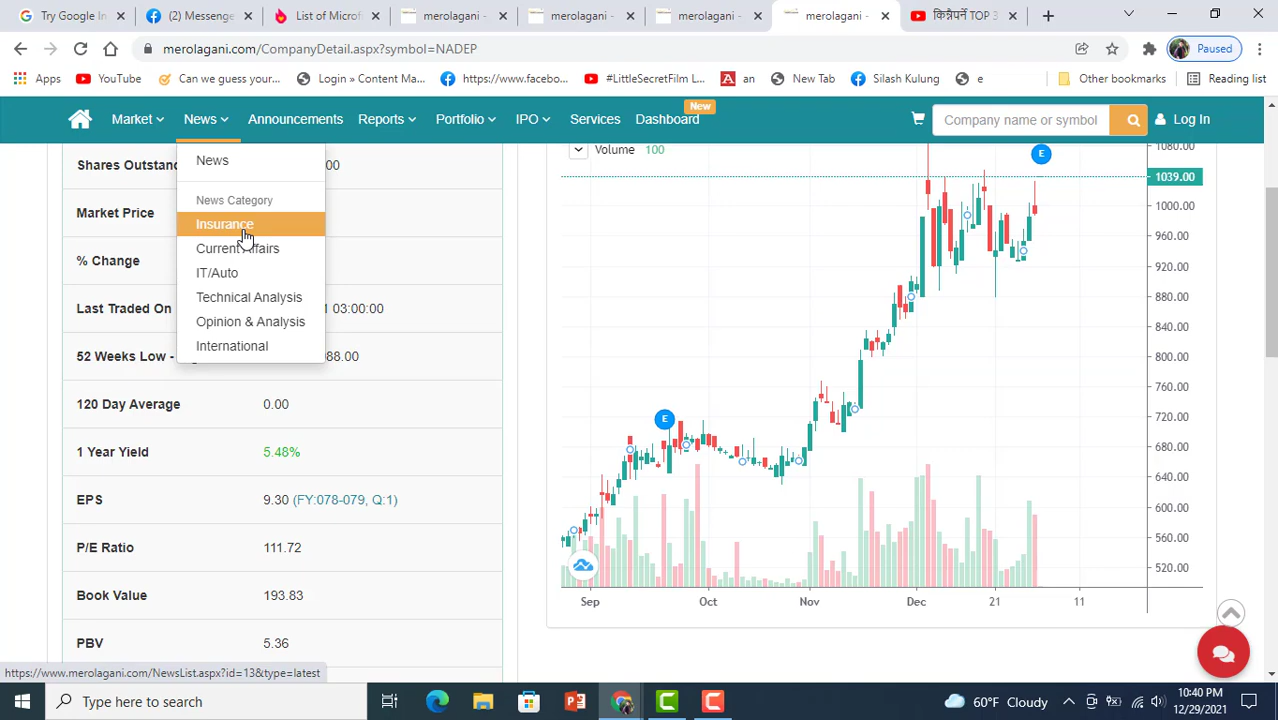 Try Google In
(2) Messenge
List of Microfi
merolagani -
merolagani -
merolagani -
merolagani -
किन्नैपर्ने TOP 3
merolagani.com/CompanyDetail.aspx?symbol=NADEP
Paused
Apps
YouTube
Can we guess your...
Login » Content Ma...
https://www.facebo...
#LittleSecretFilm L...
an
New Tab
Silash Kulung
e
Other bookmarks
Reading list
New
Market
News
Announcements
Reports
Portfolio
IPO
Services
Dashboard
Company name or symbol
Log In
News
News Category
Insurance
Current Affairs
IT/Auto
Technical Analysis
Opinion & Analysis
International
Shares Outstan
00
Market Price
% Change
Last Traded On
1 03:00:00
52 Weeks Low -
88.00
120 Day Average
0.00
1 Year Yield
5.48%
EPS
9.30 (FY:078-079, Q:1)
P/E Ratio
111.72
Book Value
193.83
PBV
5.36
Volume 100
E
E
1080.00
1039.00
1000.00
960.00
920.00
880.00
840.00
800.00
760.00
720.00
680.00
640.00
600.00
560.00
520.00
Sep
Oct
Nov
Dec
21
11
https://www.merolagani.com/NewsList.aspx?id=13&type=latest
Type here to search
60°F Cloudy
10:40 PM
12/29/2021